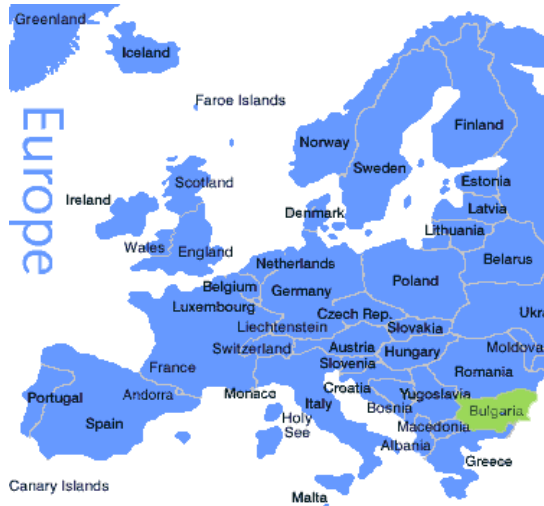 Greenland
Iceland
Faroe Islands
Europe
Norway
Finland
Sweden
Scotland
Estonia
Ireland
Denmark
Latvia
Lithuania
Wales
England
Netherlands
Belarus
Belgium
Germany
Poland
Luxembourg
Czech Rep.
Ukra
Liechtenstein
Slovakia
Switzerland
Austria
Hungary
Moldova
France
Slovenia
Romania
Portugal
Andorra
Monaco
Croatia
Yugoslavia
Spain
Italy
Bosnia
Bulgaria
Holy
See
Macedonia
Albania
Greece
Canary Islands
Malta